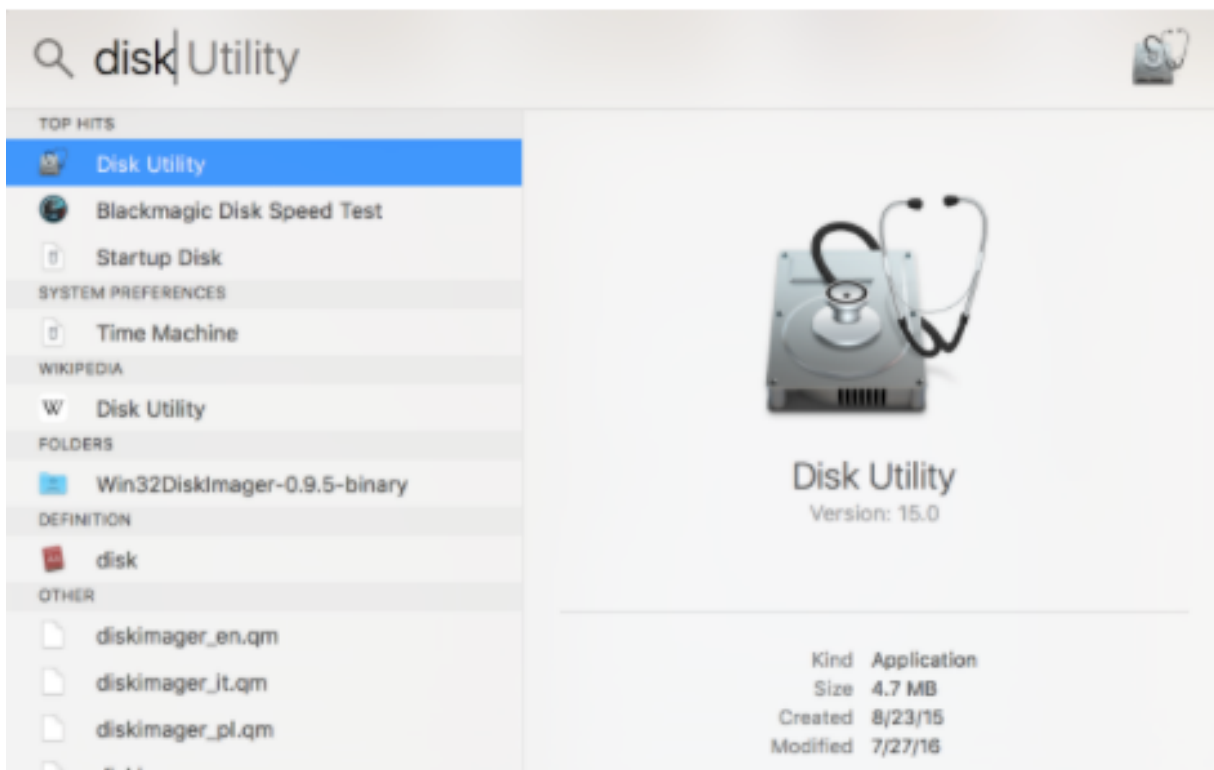 disk Utility
TOP HITS
Disk Utility
Blackmagic Disk Speed Test
Startup Disk
SYSTEM PREFERENCES
Time Machine
WIKIPEDIA
W Disk Utility
FOLDERS
Win32DiskImager-0.9.5-binary
DEFINITION
disk
OTHER
diskimager_en.qm
diskimager_it.qm
diskimager_pl.qm
Disk Utility
Version: 15.0
Kind Application
Size 4.7 MB
Created 8/23/15
Modified 7/27/16